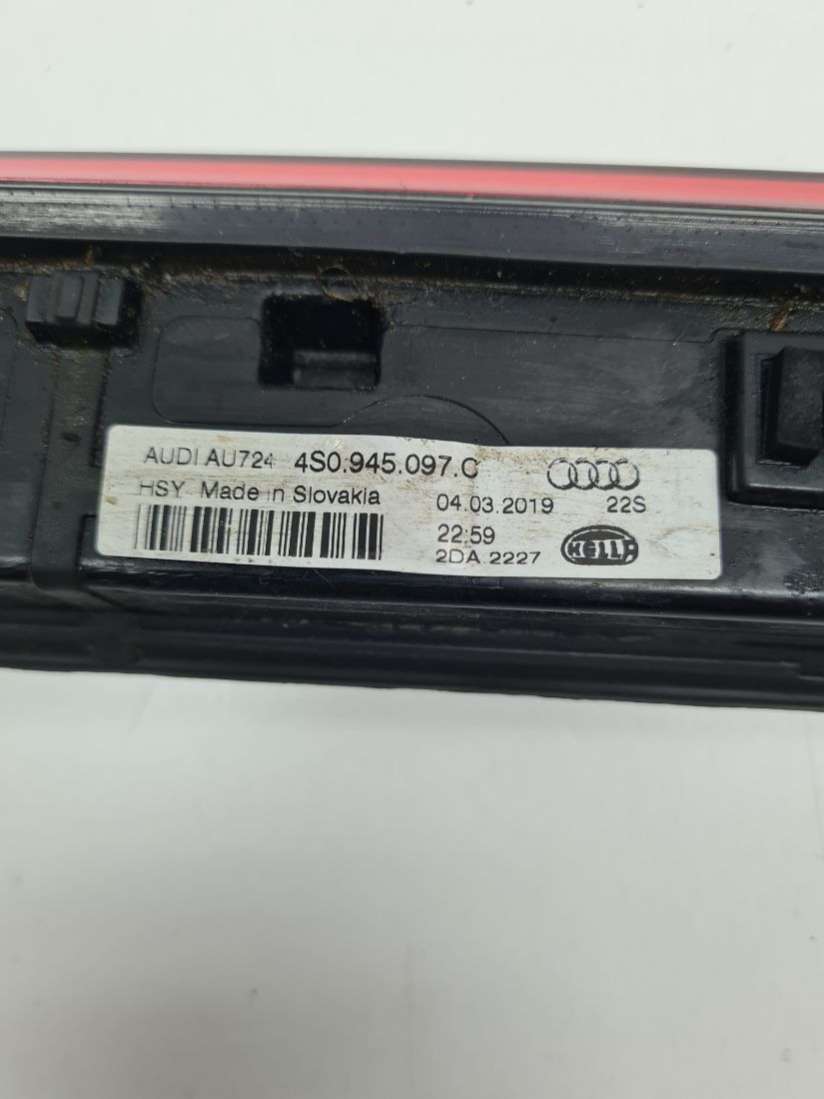 AUDI AU724 4S0.945.097.C
HSY Made in Slovakia 04.03.2019 22S
22:59
2DA 2227 HELLA